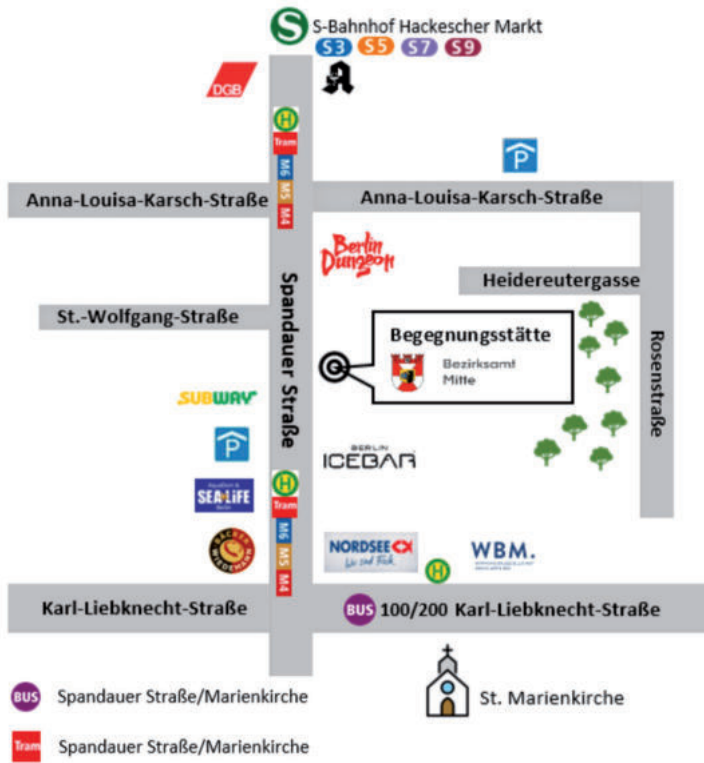 S
S-Bahnhof Hackescher Markt
S3 S5 S7 S9
DGB
H
Tram
M6
M5
M4
P
Anna-Louisa-Karsch-Straße
Anna-Louisa-Karsch-Straße
Berlin
Dungeon
Heidereutergasse
St.-Wolfgang-Straße
Spandauer Straße
Rosenstraße
Begegnungsstätte
Bezirksamt
Mitte
SUBWAY
P
BERLIN
ICEBAR
SEA LIFE
H
Tram
M6
M5
M4
BÄCKER
WIEDEMANN
NORDSEE
H
WBM.
Karl-Liebknecht-Straße
BUS 100/200 Karl-Liebknecht-Straße
St. Marienkirche
BUS Spandauer Straße/Marienkirche
Tram Spandauer Straße/Marienkirche